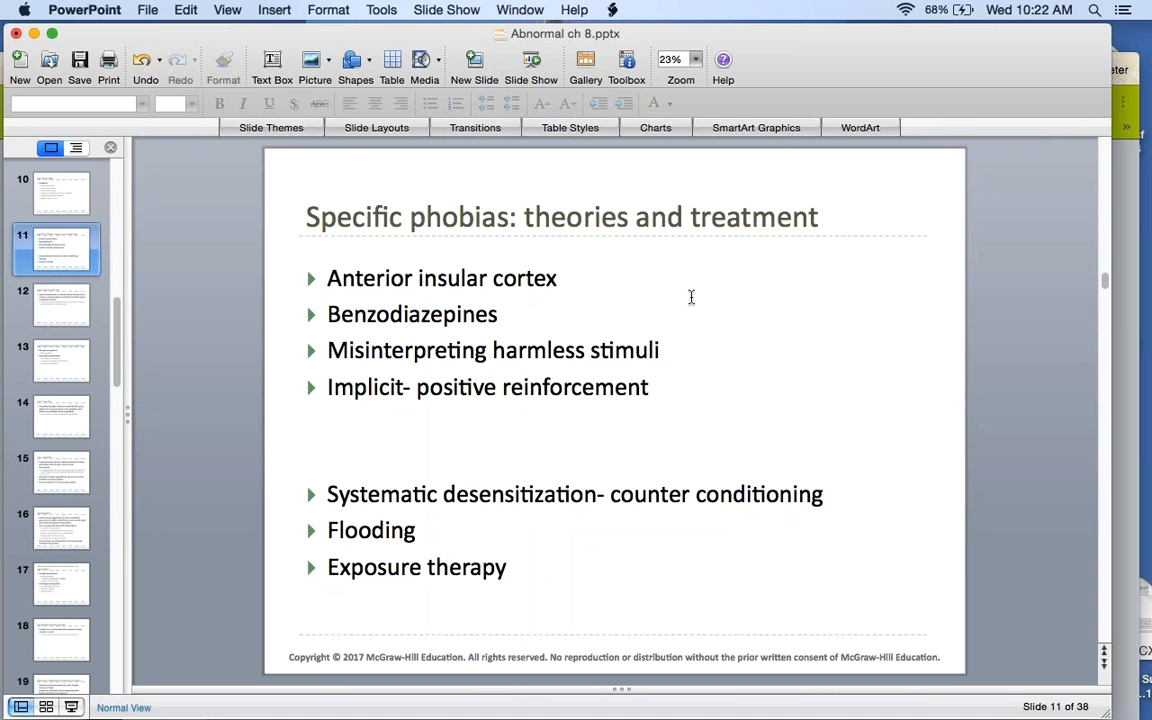 PowerPoint File Edit View Insert Format Tools Slide Show Window Help 68% Wed 10:22 AM
Abnormal ch 8.pptx
New Open Save Print Undo Redo Format Text Box Picture Shapes Table Media New Slide Slide Show Gallery Toolbox 23% Zoom Help
B I U S ABC A A A
Slide Themes Slide Layouts Transitions Table Styles Charts SmartArt Graphics WordArt
10
11
12
13
14
15
16
17
18
19
Specific phobias: theories and treatment
Anterior insular cortex
Benzodiazepines
Misinterpreting harmless stimuli
Implicit- positive reinforcement
Systematic desensitization- counter conditioning
Flooding
Exposure therapy
Copyright © 2017 McGraw-Hill Education. All rights reserved. No reproduction or distribution without the prior written consent of McGraw-Hill Education.
Normal View Slide 11 of 38